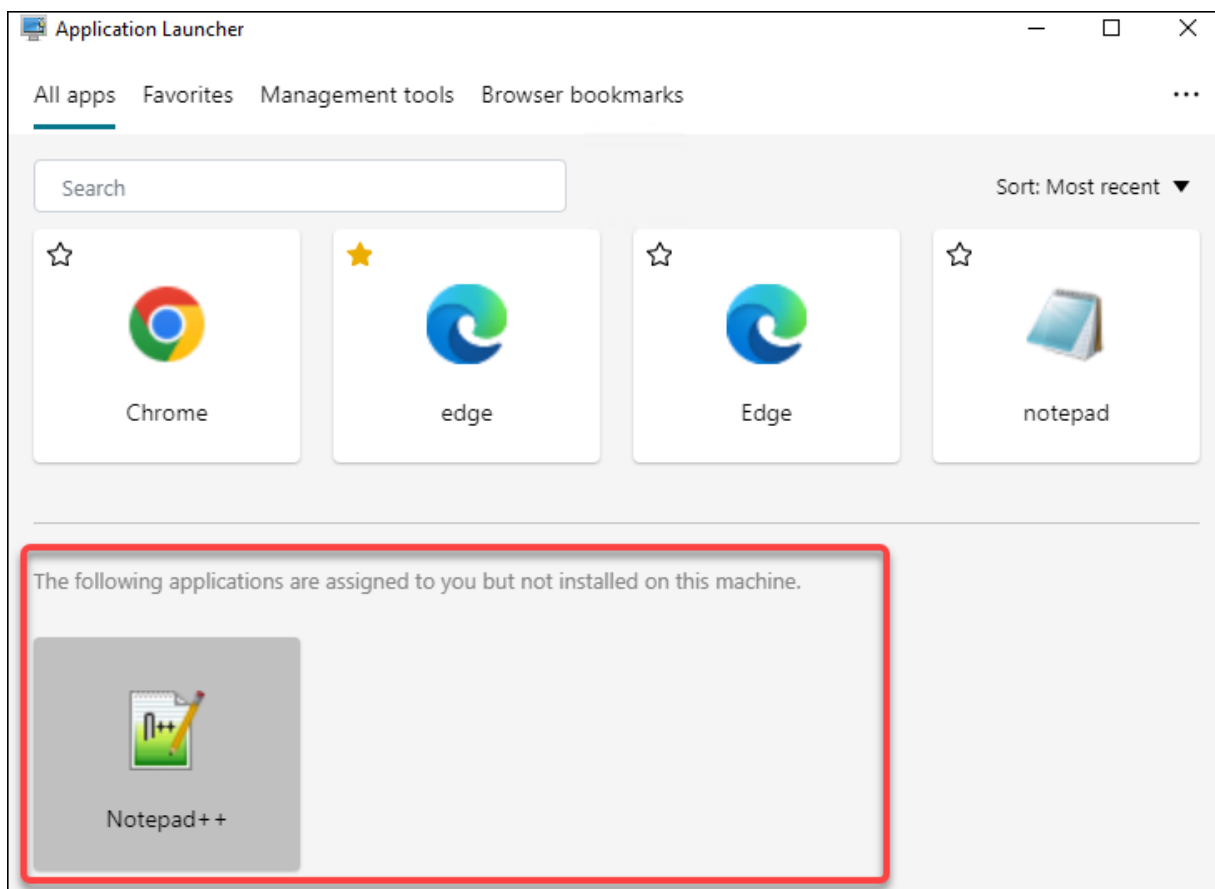 Application Launcher
All apps Favorites Management tools Browser bookmarks
Search
Sort: Most recent
Chrome
edge
Edge
notepad
The following applications are assigned to you but not installed on this machine.
n++
Notepad++